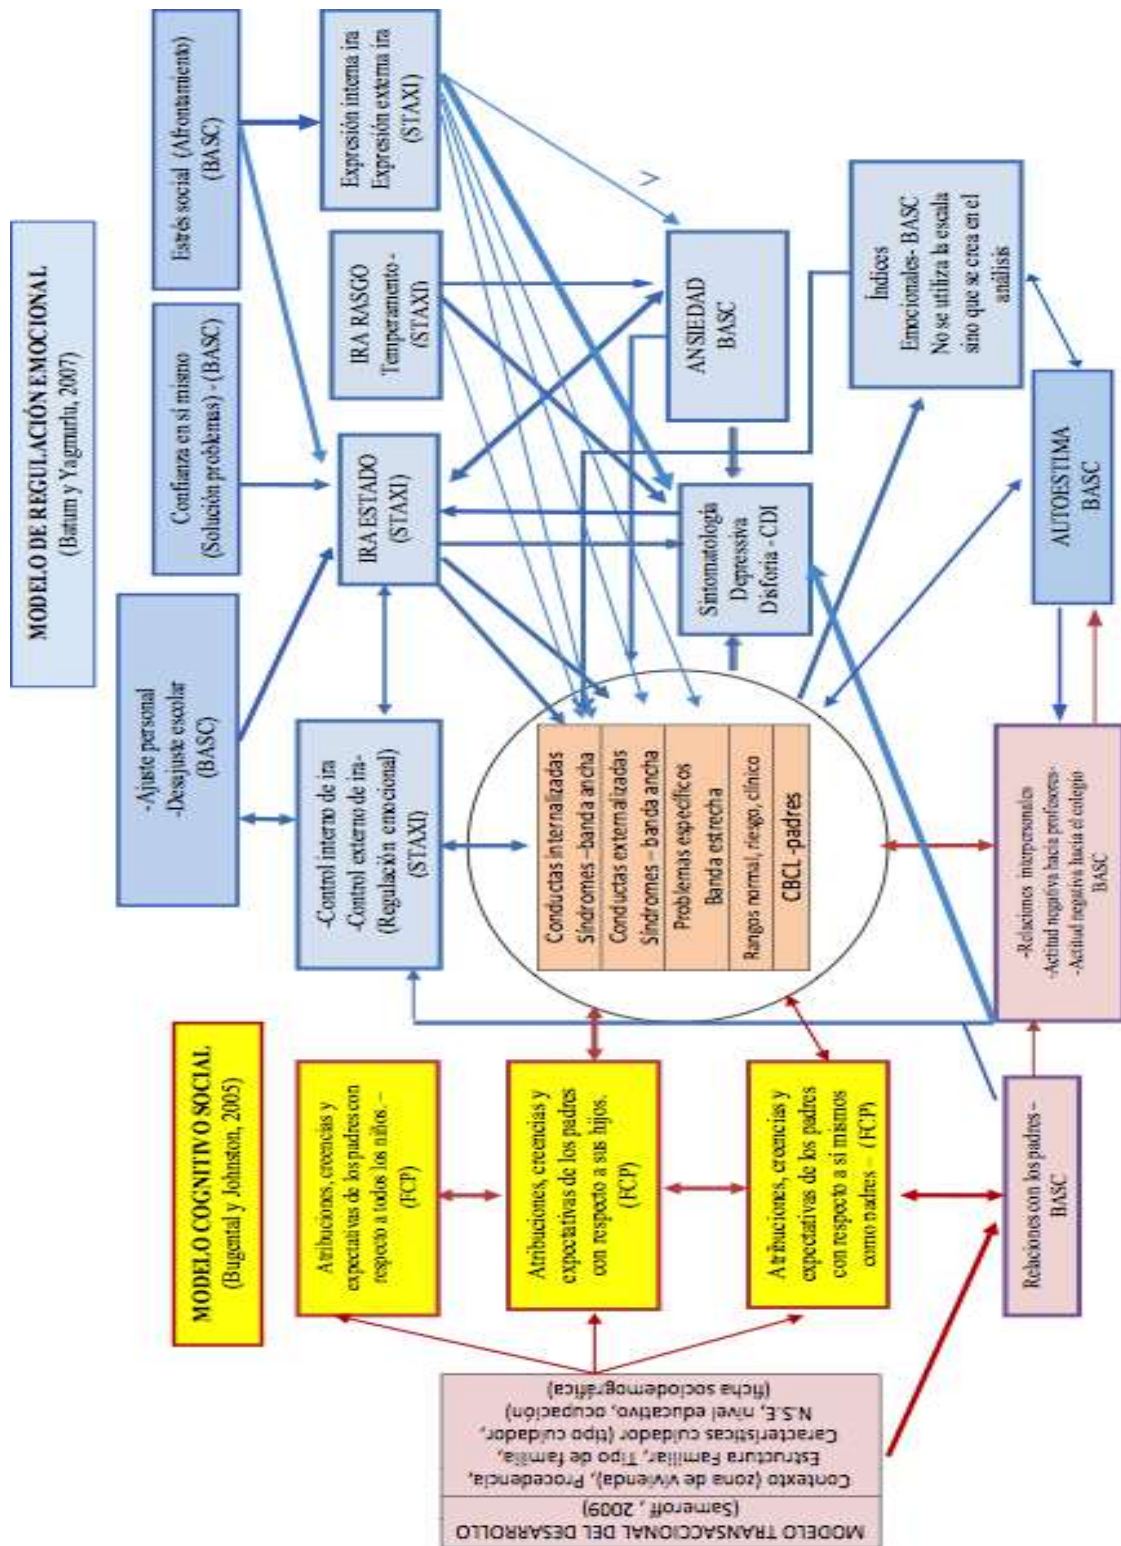 MODELO DE REGULACIÓN EMOCIONAL
(Batum y Yagmurlu, 2007)
MODELO COGNITIVO SOCIAL
(Bugental y Johnston, 2005)
-Ajuste personal
-Desajuste escolar
(BASC)
Confianza en sí mismo
(Solución problemas) - (BASC)
Estrés social (Afrontamiento)
(BASC)
Atribuciones, creencias y
expectativas de los padres con
respecto a todos los niños. –
(FCP)
-Control interno de ira
-Control externo de ira-
(Regulación emocional)
(STAXI)
IRA ESTADO
(STAXI)
IRA RASGO
Temperamento -
(STAXI)
Expresión interna ira
Expresión externa ira
(STAXI)
MODELO TRANSACCIONAL DEL DESARROLLO
(Sameroff , 2009)
Contexto (zona de vivienda), Procedencia,
Estructura Familiar, Tipo de familia,
Características cuidador (tipo cuidador,
N.S.E, nivel educativo, ocupación)
(ficha sociodemográfica)
Atribuciones, creencias y
expectativas de los padres
con respecto a sus hijos.
(FCP)
Conductas internalizadas
Síndromes –banda ancha
Conductas externalizadas
Síndromes – banda ancha
Problemas específicos
Banda estrecha
Rangos normal, riesgo, clínico
CBCL -padres
Sintomatología
Depresiva
Disforia - CDI
ANSIEDAD
BASC
Atribuciones, creencias y
expectativas de los padres
con respecto a si mismos
como padres – (FCP)
Índices
Emocionales- BASC
No se utiliza la escala
sino que se crea en el
análisis
Relaciones con los padres –
BASC
-Relaciones interpersonales
-Actitud negativa hacia profesores-
-Actitud negativa hacia el colegio
BASC
AUTOESTIMA
BASC